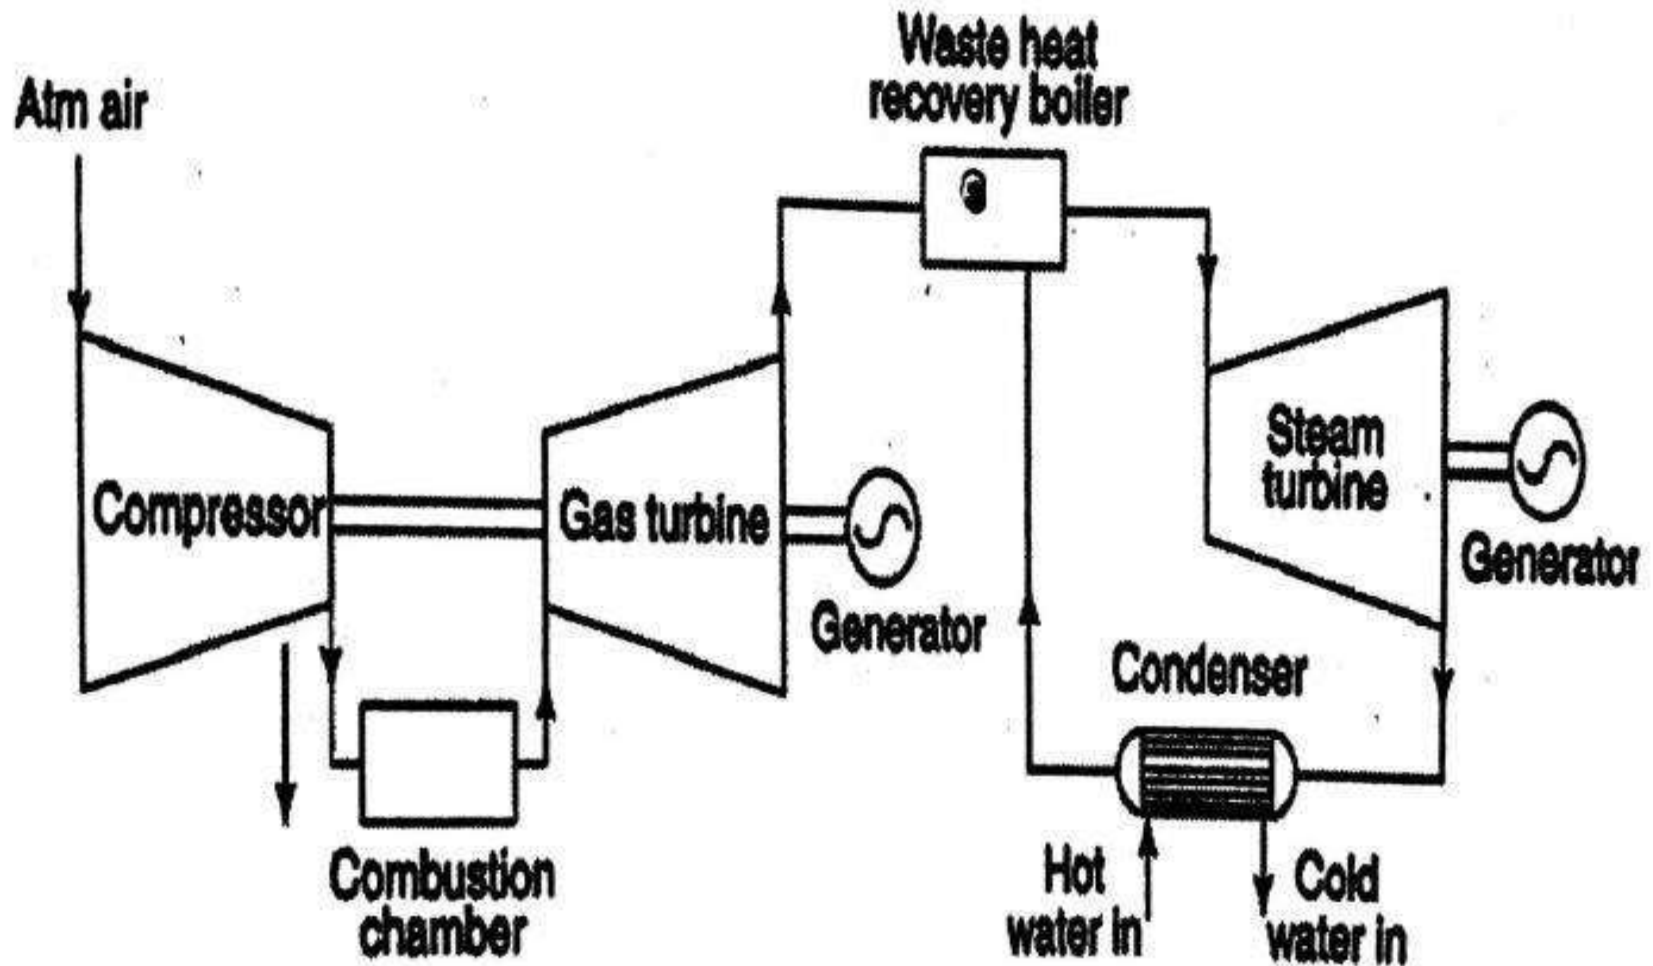 Waste heat
recovery boiler
Atm air
Compressor
Gas turbine
Generator
Steam
turbine
Generator
Condenser
Combustion
chamber
Hot
water in
Cold
water in